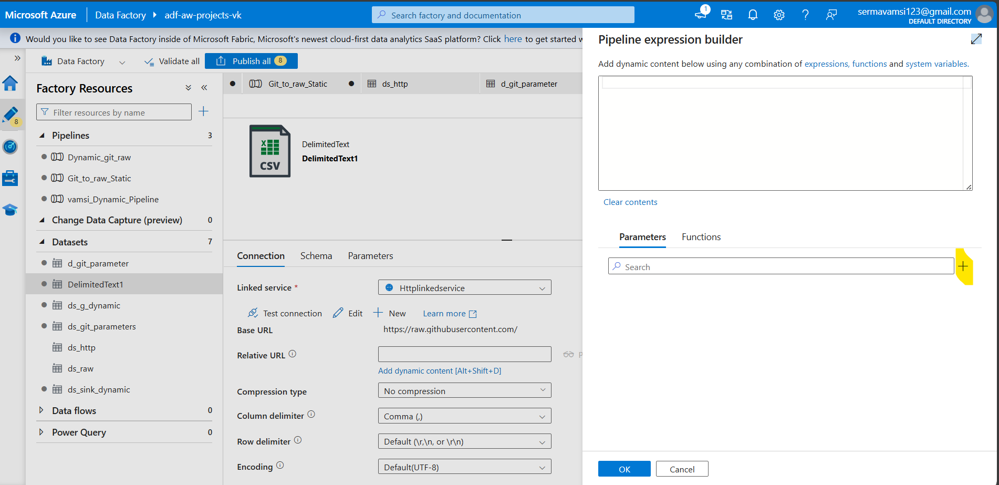 Microsoft Azure
Data Factory
adf-aw-projects-vk
Search factory and documentation
1
sermavamsi123@gmail.com
DEFAULT DIRECTORY
Would you like to see Data Factory inside of Microsoft Fabric, Microsoft's newest cloud-first data analytics SaaS platform? Click here to get started
Data Factory
Validate all
Publish all 8
8
Factory Resources
Filter resources by name
Pipelines 3
Dynamic_git_raw
Git_to_raw_Static
vamsi_Dynamic_Pipeline
Change Data Capture (preview) 0
Datasets 7
d_git_parameter
DelimitedText1
ds_g_dynamic
ds_git_parameters
ds_http
ds_raw
ds_sink_dynamic
Data flows 0
Power Query 0
Git_to_raw_Static
ds_http
d_git_parameter
X
CSV
DelimitedText
DelimitedText1
Connection Schema Parameters
Linked service * Httplinkedservice
Test connection Edit New Learn more
Base URL https://raw.githubusercontent.com/
Relative URL
P
Add dynamic content [Alt+Shift+D]
Compression type No compression
Column delimiter Comma (,)
Row delimiter Default (\r,\n, or \r\n)
Encoding Default(UTF-8)
Pipeline expression builder
Add dynamic content below using any combination of expressions, functions and system variables.
Clear contents
Parameters Functions
Search
OK Cancel